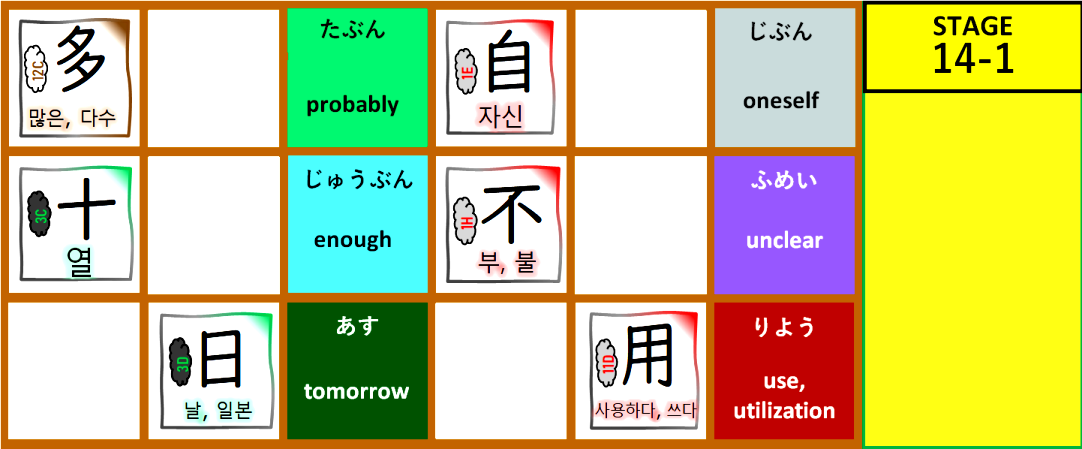 12C
多
많은, 다수
たぶん
probably
1E
自
자신
じぶん
oneself
STAGE
14-1
3C
十
열
じゅうぶん
enough
1H
不
부, 불
ふめい
unclear
3D
日
날, 일본
あす
tomorrow
11D
用
사용하다, 쓰다
りよう
use,
utilization